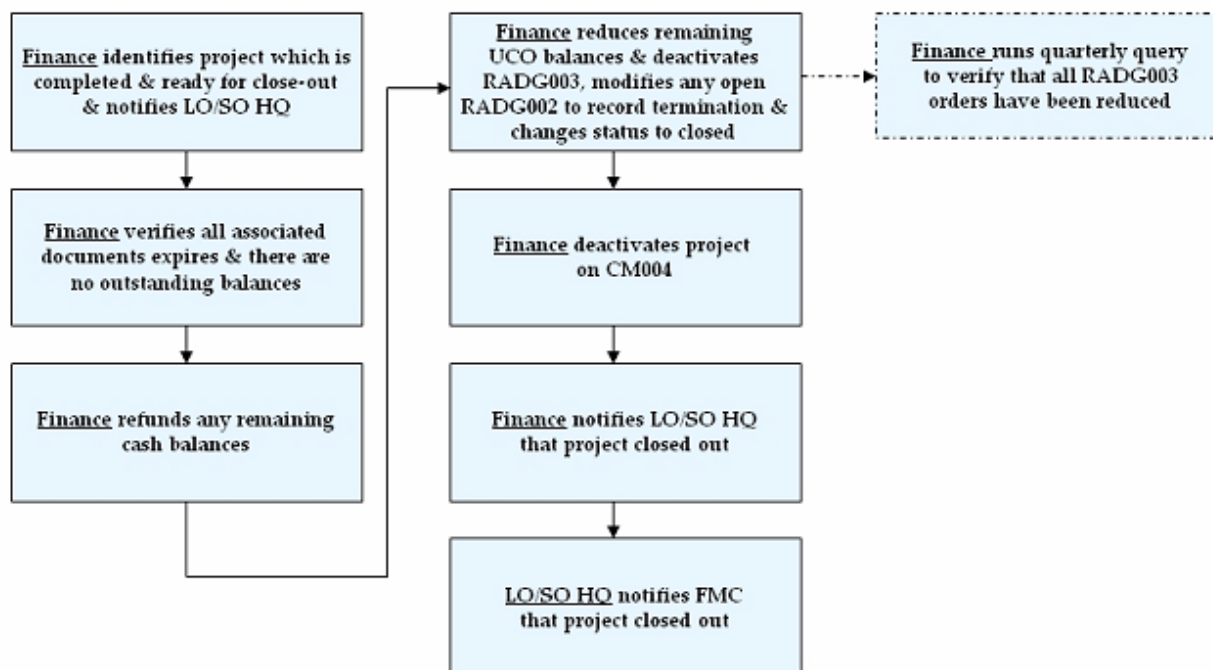 Finance identifies project which is
completed & ready for close-out
& notifies LO/SO HQ
Finance verifies all associated
documents expires & there are
no outstanding balances
Finance refunds any remaining
cash balances
Finance reduces remaining
UCO balances & deactivates
RADG003, modifies any open
RADG002 to record termination &
changes status to closed
Finance deactivates project
on CM004
Finance notifies LO/SO HQ
that project closed out
LO/SO HQ notifies FMC
that project closed out
Finance runs quarterly query
to verify that all RADG003
orders have been reduced